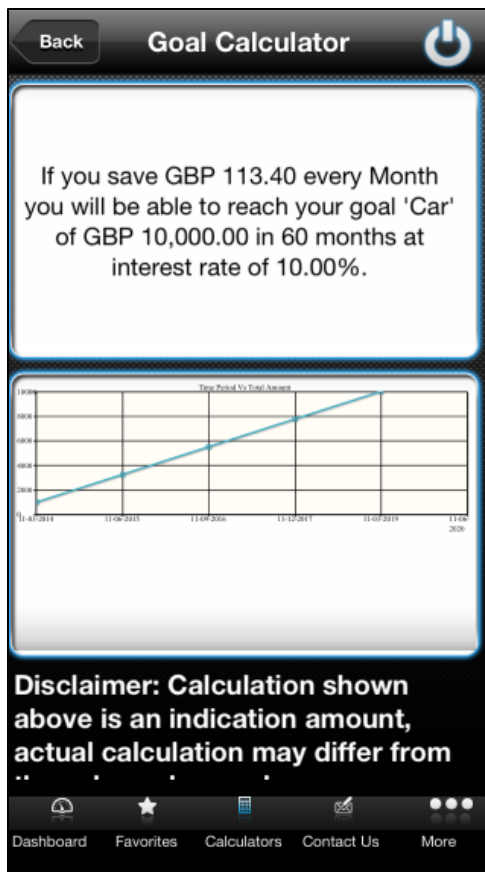 Back
Goal Calculator
If you save GBP 113.40 every Month
you will be able to reach your goal 'Car'
of GBP 10,000.00 in 60 months at
interest rate of 10.00%.
Time Period Vs Total Amount
10000
8000
6000
4000
2000
0
11-03-2014 11-06-2015 11-09-2016 11-12-2017 11-03-2019 11-06-
2020
Disclaimer: Calculation shown
above is an indication amount,
actual calculation may differ from
Dashboard Favorites Calculators Contact Us More